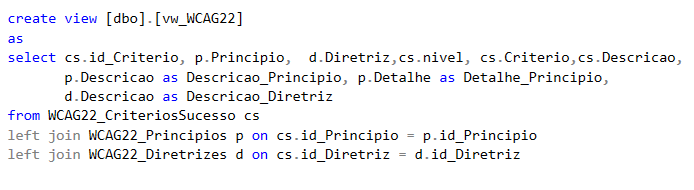 create view [dbo].[vw_WCAG22]
as
select cs.id_Criterio, p.Principio,  d.Diretriz,cs.nivel, cs.Criterio,cs.Descricao,
       p.Descricao as Descricao_Principio, p.Detalhe as Detalhe_Principio,
       d.Descricao as Descricao_Diretriz
from WCAG22_CriteriosSucesso cs
left join WCAG22_Principios p on cs.id_Principio = p.id_Principio
left join WCAG22_Diretrizes d on cs.id_Diretriz = d.id_Diretriz